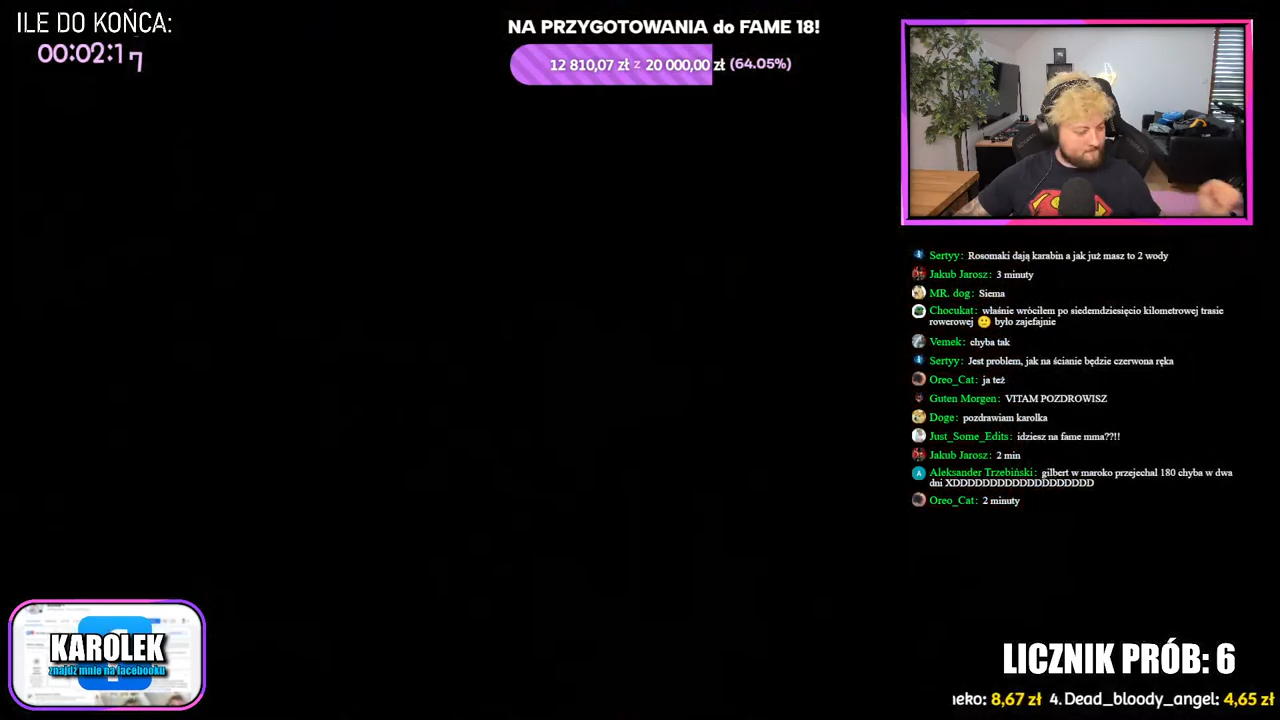 ILE DO KOŃCA:
00:02:17
NA PRZYGOTOWANIA do FAME 18!
12 810,07 zł z 20 000,00 zł (64.05%)
Sertyy: Rosomaki dają karabin a jak już masz to 2 wody
Jakub Jarosz: 3 minuty
MR. dog: Siema
Chocukat: właśnie wróciłem po siedemdziesięcio kilometrowej trasie
rowerowej 🙂 było zajefajnie
Vemek: chyba tak
Sertyy: Jest problem, jak na ścianie będzie czerwona ręka
Oreo_Cat: ja też
Guten Morgen: VITAM POZDROWISZ
Doge: pozdrawiam karolka
Just_Some_Edits: idziesz na fame mma??!!
Jakub Jarosz: 2 min
Aleksander Trzebiński: gilbert w maroko przejechał 180 chyba w dwa
dni XDDDDDDDDDDDDDDDDDDD
Oreo_Cat: 2 minuty
KAROLEK
znajdź mnie na facebooku
LICZNIK PRÓB: 6
neko: 8,67 zł 4.Dead_bloody_angel: 4,65 zł